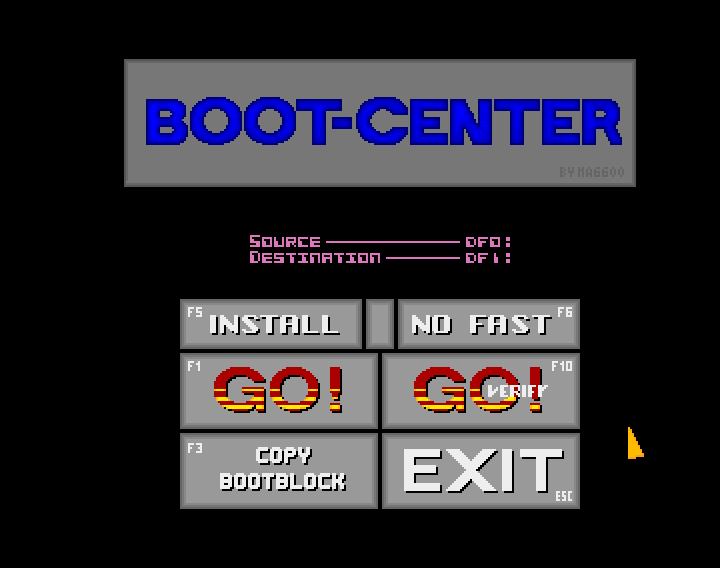 BOOT-CENTER
BY MAGGOO
SOURCE DF0:
DESTINATION DF1:
F5 INSTALL
NO FAST F6
F1 GO!
GO! VERIFY F10
F3 COPY
BOOTBLOCK
EXIT ESC